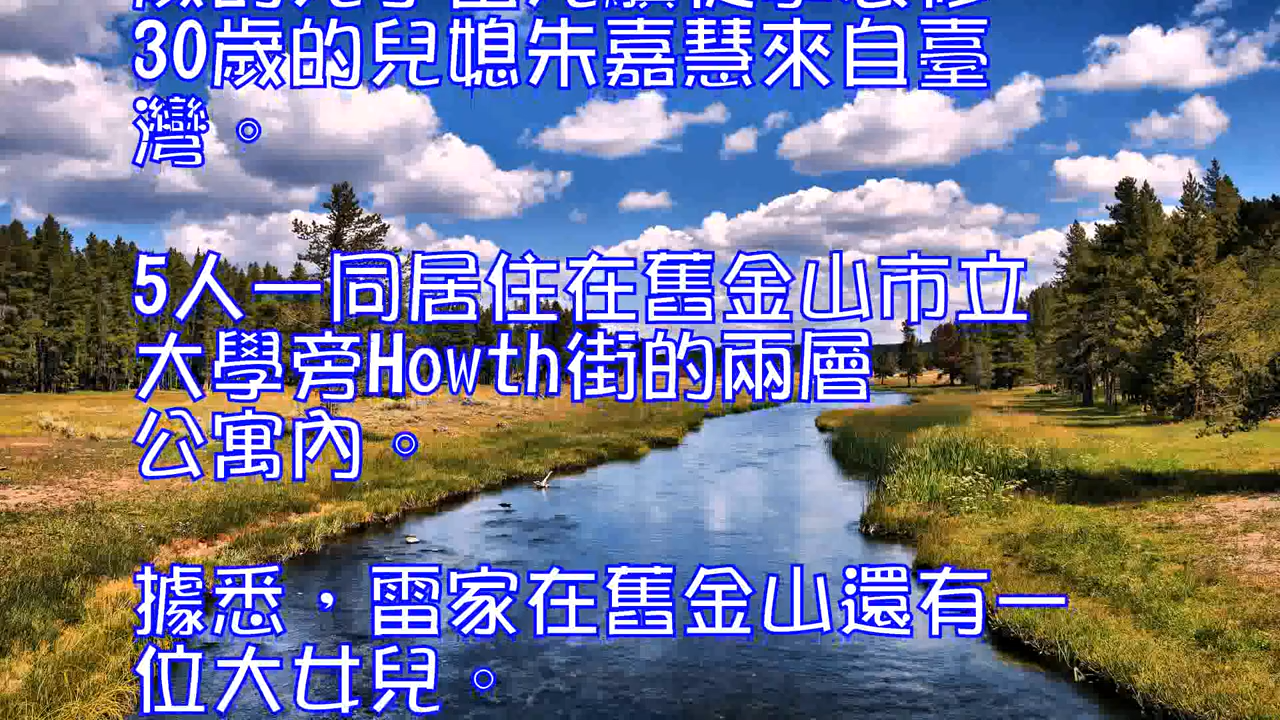 30歲的兒媳朱嘉慧來自臺
灣。
5人一同居住在舊金山市立
大學旁Howth街的兩層
公寓內。
據悉，雷家在舊金山還有一
位大女兒。